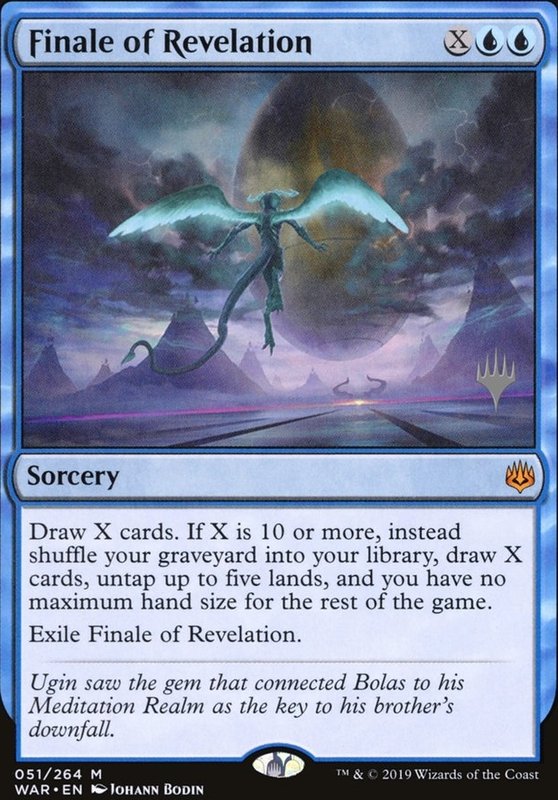 Finale of Revelation X
Sorcery
Draw X cards. If X is 10 or more, instead
shuffle your graveyard into your library, draw X
cards, untap up to five lands, and you have no
maximum hand size for the rest of the game.
Exile Finale of Revelation.
Ugin saw the gem that connected Bolas to his
Meditation Realm as the key to his brother's
downfall.
051/264 M
WAR • EN Johann Bodin
™ & © 2019 Wizards of the Coast